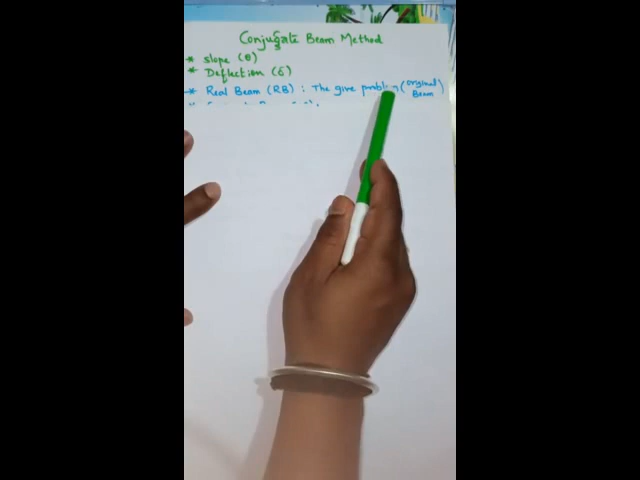 Conjugate Beam Method
* Slope (θ)
* Deflection (δ)
* Real Beam (RB) : The give problem (original Beam)